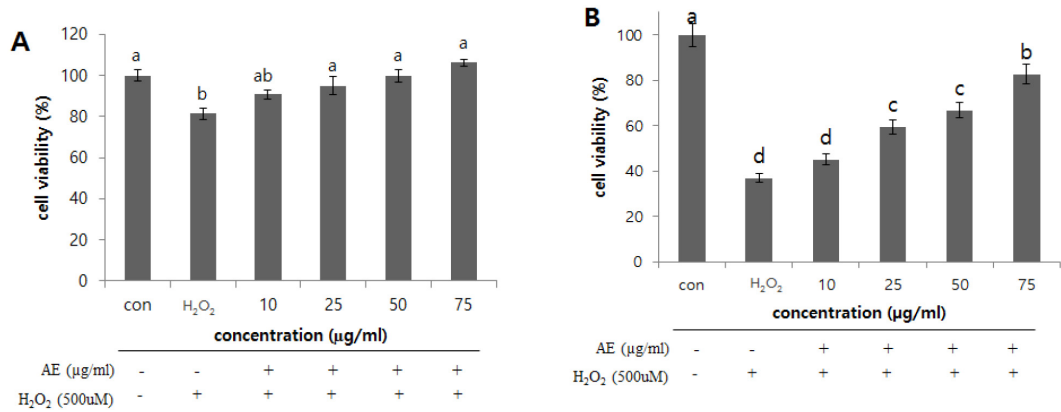 A
120
100
80
60
40
20
0
cell viability (%)
a b ab a a a
con H₂O₂ 10 25 50 75
concentration (μg/ml)
AE (μg/ml) - - + + + +
H₂O₂ (500uM) - + + + + +
B
100
80
60
40
20
0
cell viability (%)
a d d c c b
con H₂O₂ 10 25 50 75
concentration (μg/ml)
AE (μg/ml) - - + + + +
H₂O₂ (500uM) - + + + + +